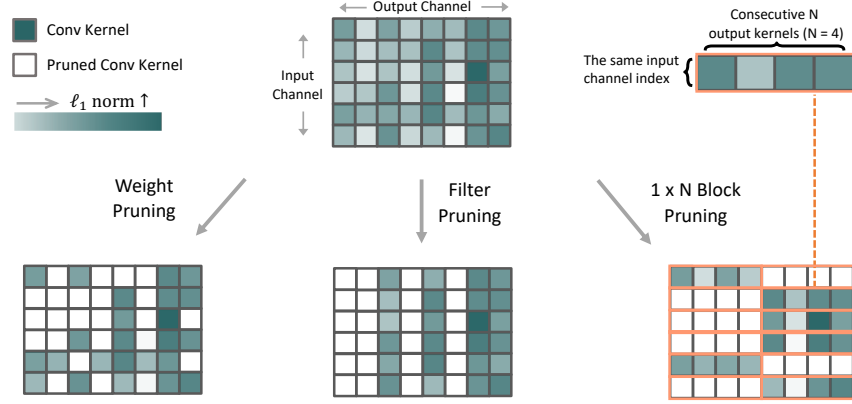 Conv Kernel
Pruned Conv Kernel
ℓ₁ norm ↑
Output Channel
Input
Channel
Consecutive N
output kernels (N = 4)
The same input
channel index
Weight
Pruning
Filter
Pruning
1 x N Block
Pruning